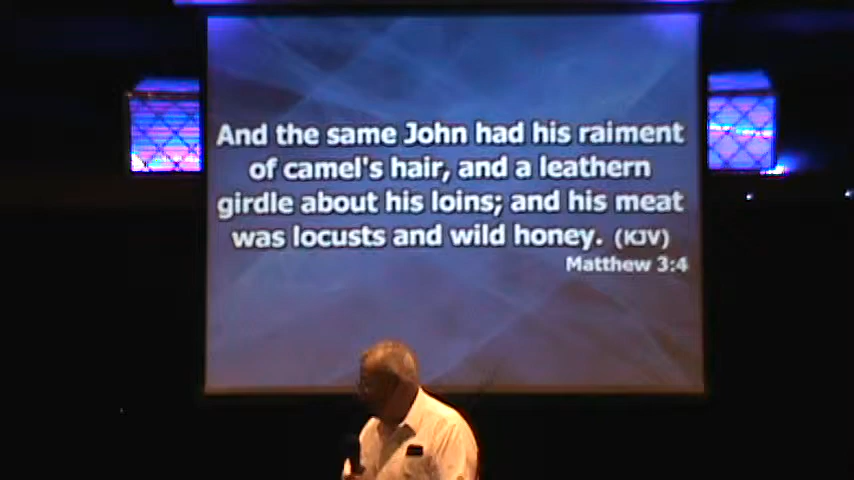 And the same John had his raiment
of camel's hair, and a leathern
girdle about his loins; and his meat
was locusts and wild honey. (KJV)
Matthew 3:4